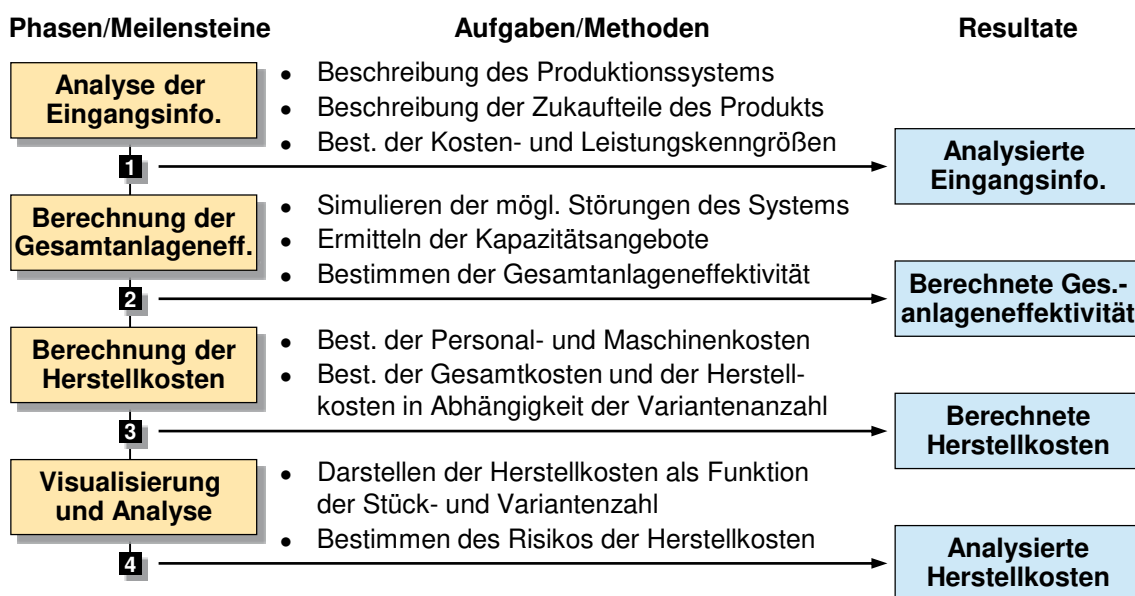 Phasen/Meilensteine Aufgaben/Methoden Resultate
Analyse der
Eingangsinfo.
• Beschreibung des Produktionssystems
• Beschreibung der Zukaufteile des Produkts
• Best. der Kosten- und Leistungskenngrößen
1
Analysierte
Eingangsinfo.
Berechnung der
Gesamtanlageneff.
• Simulieren der mögl. Störungen des Systems
• Ermitteln der Kapazitätsangebote
• Bestimmen der Gesamtanlageneffektivität
2
Berechnete Ges.-
anlageneffektivität
Berechnung der
Herstellkosten
• Best. der Personal- und Maschinenkosten
• Best. der Gesamtkosten und der Herstell-
kosten in Abhängigkeit der Variantenanzahl
3
Berechnete
Herstellkosten
Visualisierung
und Analyse
• Darstellen der Herstellkosten als Funktion
der Stück- und Variantenzahl
• Bestimmen des Risikos der Herstellkosten
4
Analysierte
Herstellkosten